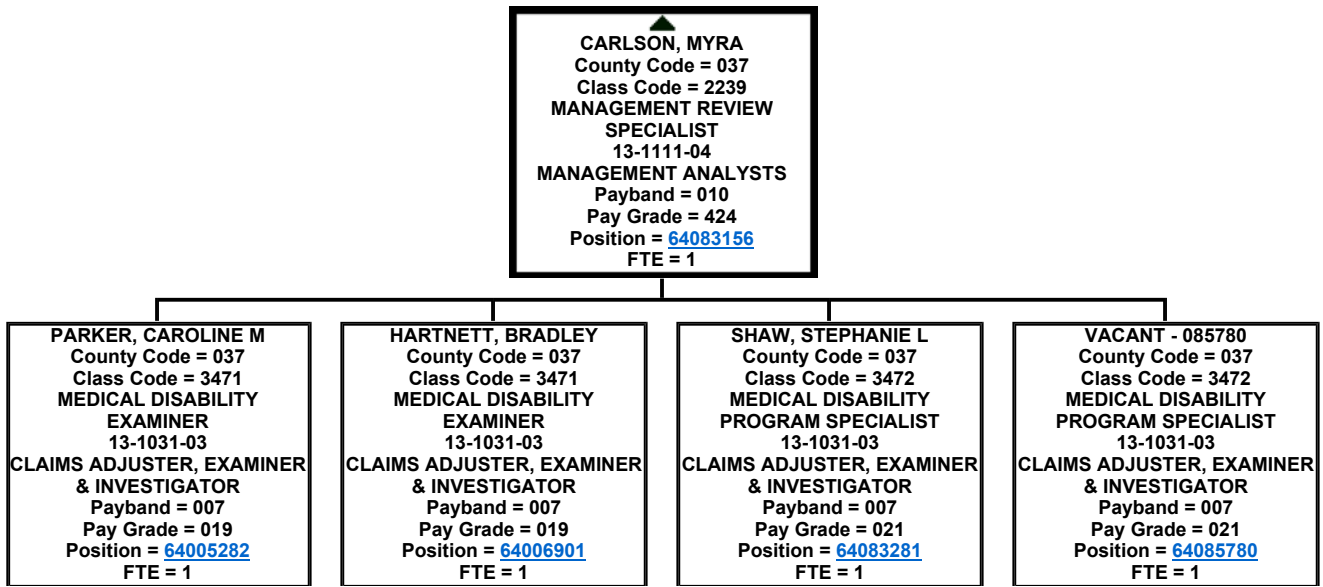 CARLSON, MYRA
County Code = 037
Class Code = 2239
MANAGEMENT REVIEW
SPECIALIST
13-1111-04
MANAGEMENT ANALYSTS
Payband = 010
Pay Grade = 424
Position = 64083156
FTE = 1
PARKER, CAROLINE M
County Code = 037
Class Code = 3471
MEDICAL DISABILITY
EXAMINER
13-1031-03
CLAIMS ADJUSTER, EXAMINER
& INVESTIGATOR
Payband = 007
Pay Grade = 019
Position = 64005282
FTE = 1
HARTNETT, BRADLEY
County Code = 037
Class Code = 3471
MEDICAL DISABILITY
EXAMINER
13-1031-03
CLAIMS ADJUSTER, EXAMINER
& INVESTIGATOR
Payband = 007
Pay Grade = 019
Position = 64006901
FTE = 1
SHAW, STEPHANIE L
County Code = 037
Class Code = 3472
MEDICAL DISABILITY
PROGRAM SPECIALIST
13-1031-03
CLAIMS ADJUSTER, EXAMINER
& INVESTIGATOR
Payband = 007
Pay Grade = 021
Position = 64083281
FTE = 1
VACANT - 085780
County Code = 037
Class Code = 3472
MEDICAL DISABILITY
PROGRAM SPECIALIST
13-1031-03
CLAIMS ADJUSTER, EXAMINER
& INVESTIGATOR
Payband = 007
Pay Grade = 021
Position = 64085780
FTE = 1